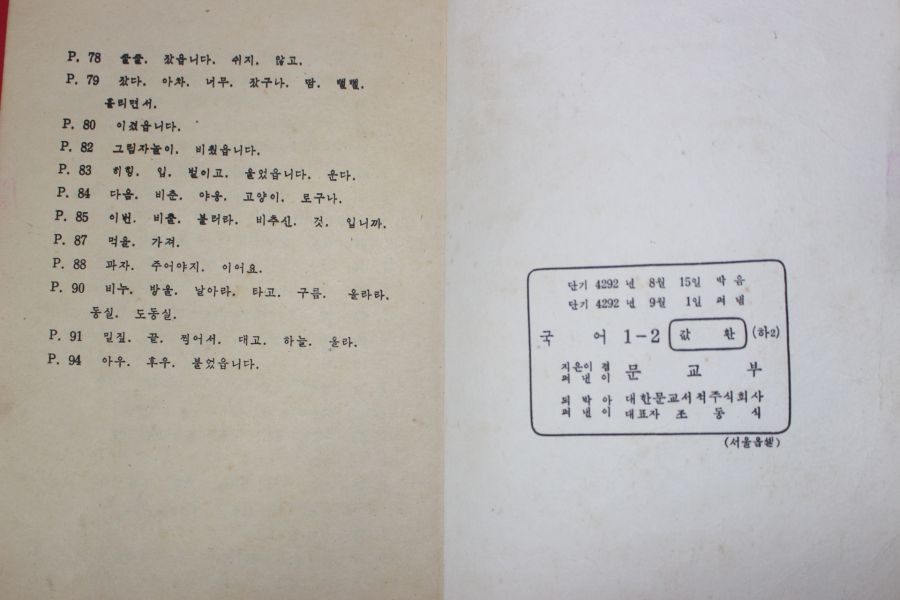 P. 78 쿨쿨. 잤읍니다. 쉬지. 않고.
P. 79 잤다. 아차. 너무. 잤구나. 땀. 뻘뻘.
흘리면서.
P. 80 이겼읍니다.
P. 82 그림자놀이. 비췄읍니다.
P. 83 히힝. 입. 벌이고. 울었읍니다. 운다.
P. 84 다음. 비춘. 야옹. 고양이. 로구나.
P. 85 이번. 비출. 불러라. 비추신. 것. 입니까.
P. 87 먹을. 가져.
P. 88 과자. 주어야지. 이어요.
P. 90 비누. 방울. 날아라. 타고. 구름. 올라라.
동실. 도동실.
P. 91 밀짚. 끝. 찍어서. 대고. 하늘. 올라.
P. 94 아우. 후우. 불었읍니다.
단기 4292 년 8월 15일 박음
단기 4292 년 9월 1일 펴냄
국 어 1-2 값 환 (하2)
지은이 겸
펴낸이 문 교 부
박아
펴낸이 대한문교서적주식회사
대표자 조동식